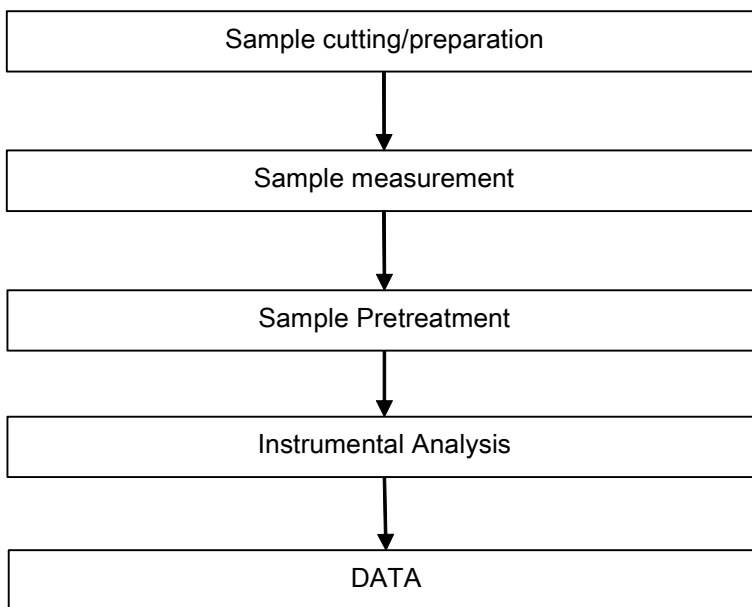 Sample cutting/preparation
Sample measurement
Sample Pretreatment
Instrumental Analysis
DATA